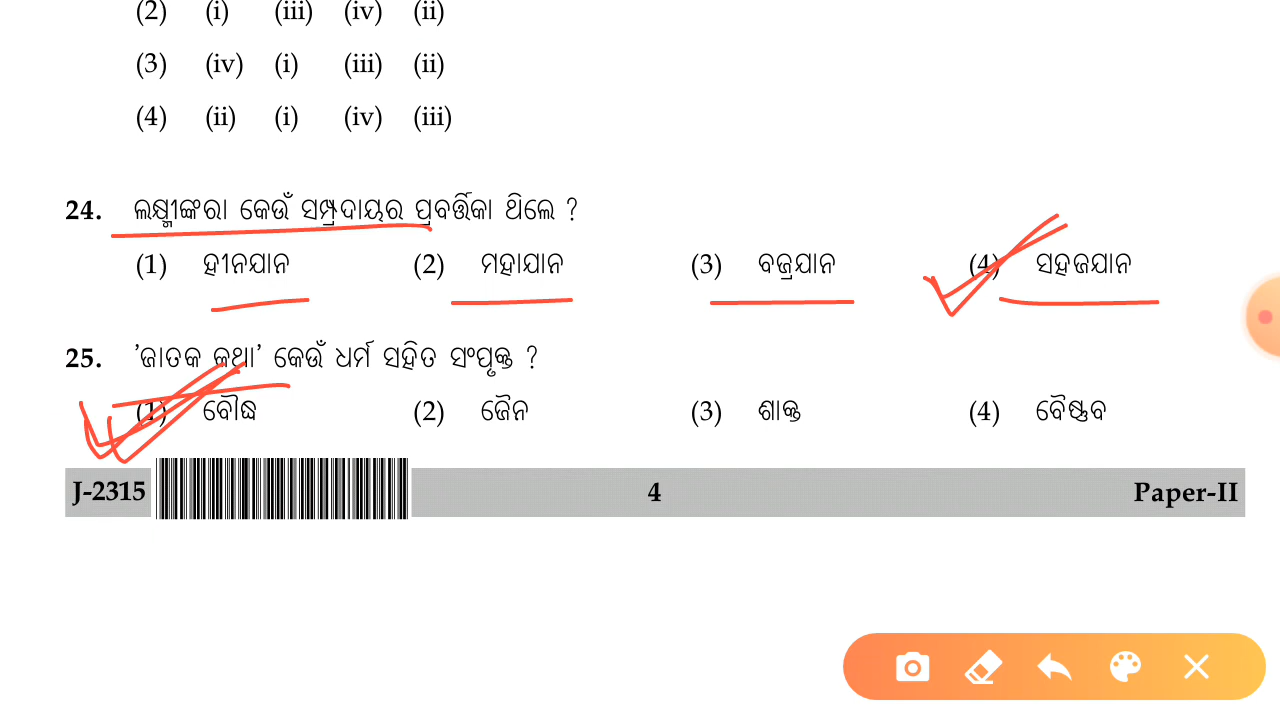 (2) (i) (iii) (iv) (ii)
(3) (iv) (i) (iii) (ii)
(4) (ii) (i) (iv) (iii)
24. ଲକ୍ଷ୍ମୀଙ୍କରା କେଉଁ ସମ୍ପ୍ରଦାୟର ପ୍ରବର୍ତ୍ତିକା ଥିଲେ ?
(1) ହୀନଯାନ (2) ମହାଯାନ (3) ବଜ୍ରଯାନ (4) ସହଜଯାନ
25. 'ଜାତକ କଥା' କେଉଁ ଧର୍ମ ସହିତ ସଂପୃକ୍ତ ?
(1) ବୌଦ୍ଧ (2) ଜୈନ (3) ଶାକ୍ତ (4) ବୈଷ୍ଣବ
J-2315 4 Paper-II